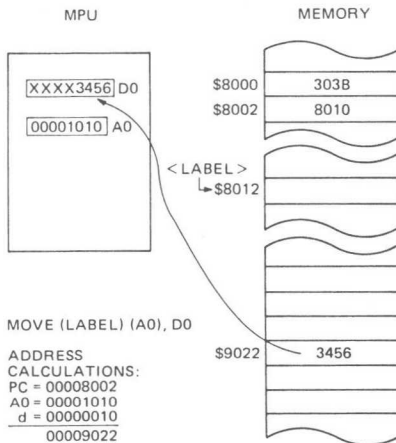 MPU
MEMORY
XXXX3456 D0
00001010 A0
$8000 303B
$8002 8010
<LABEL>
$8012
MOVE (LABEL) (A0), D0
$9022 3456
ADDRESS
CALCULATIONS:
PC = 00008002
A0 = 00001010
d = 00000010
00009022